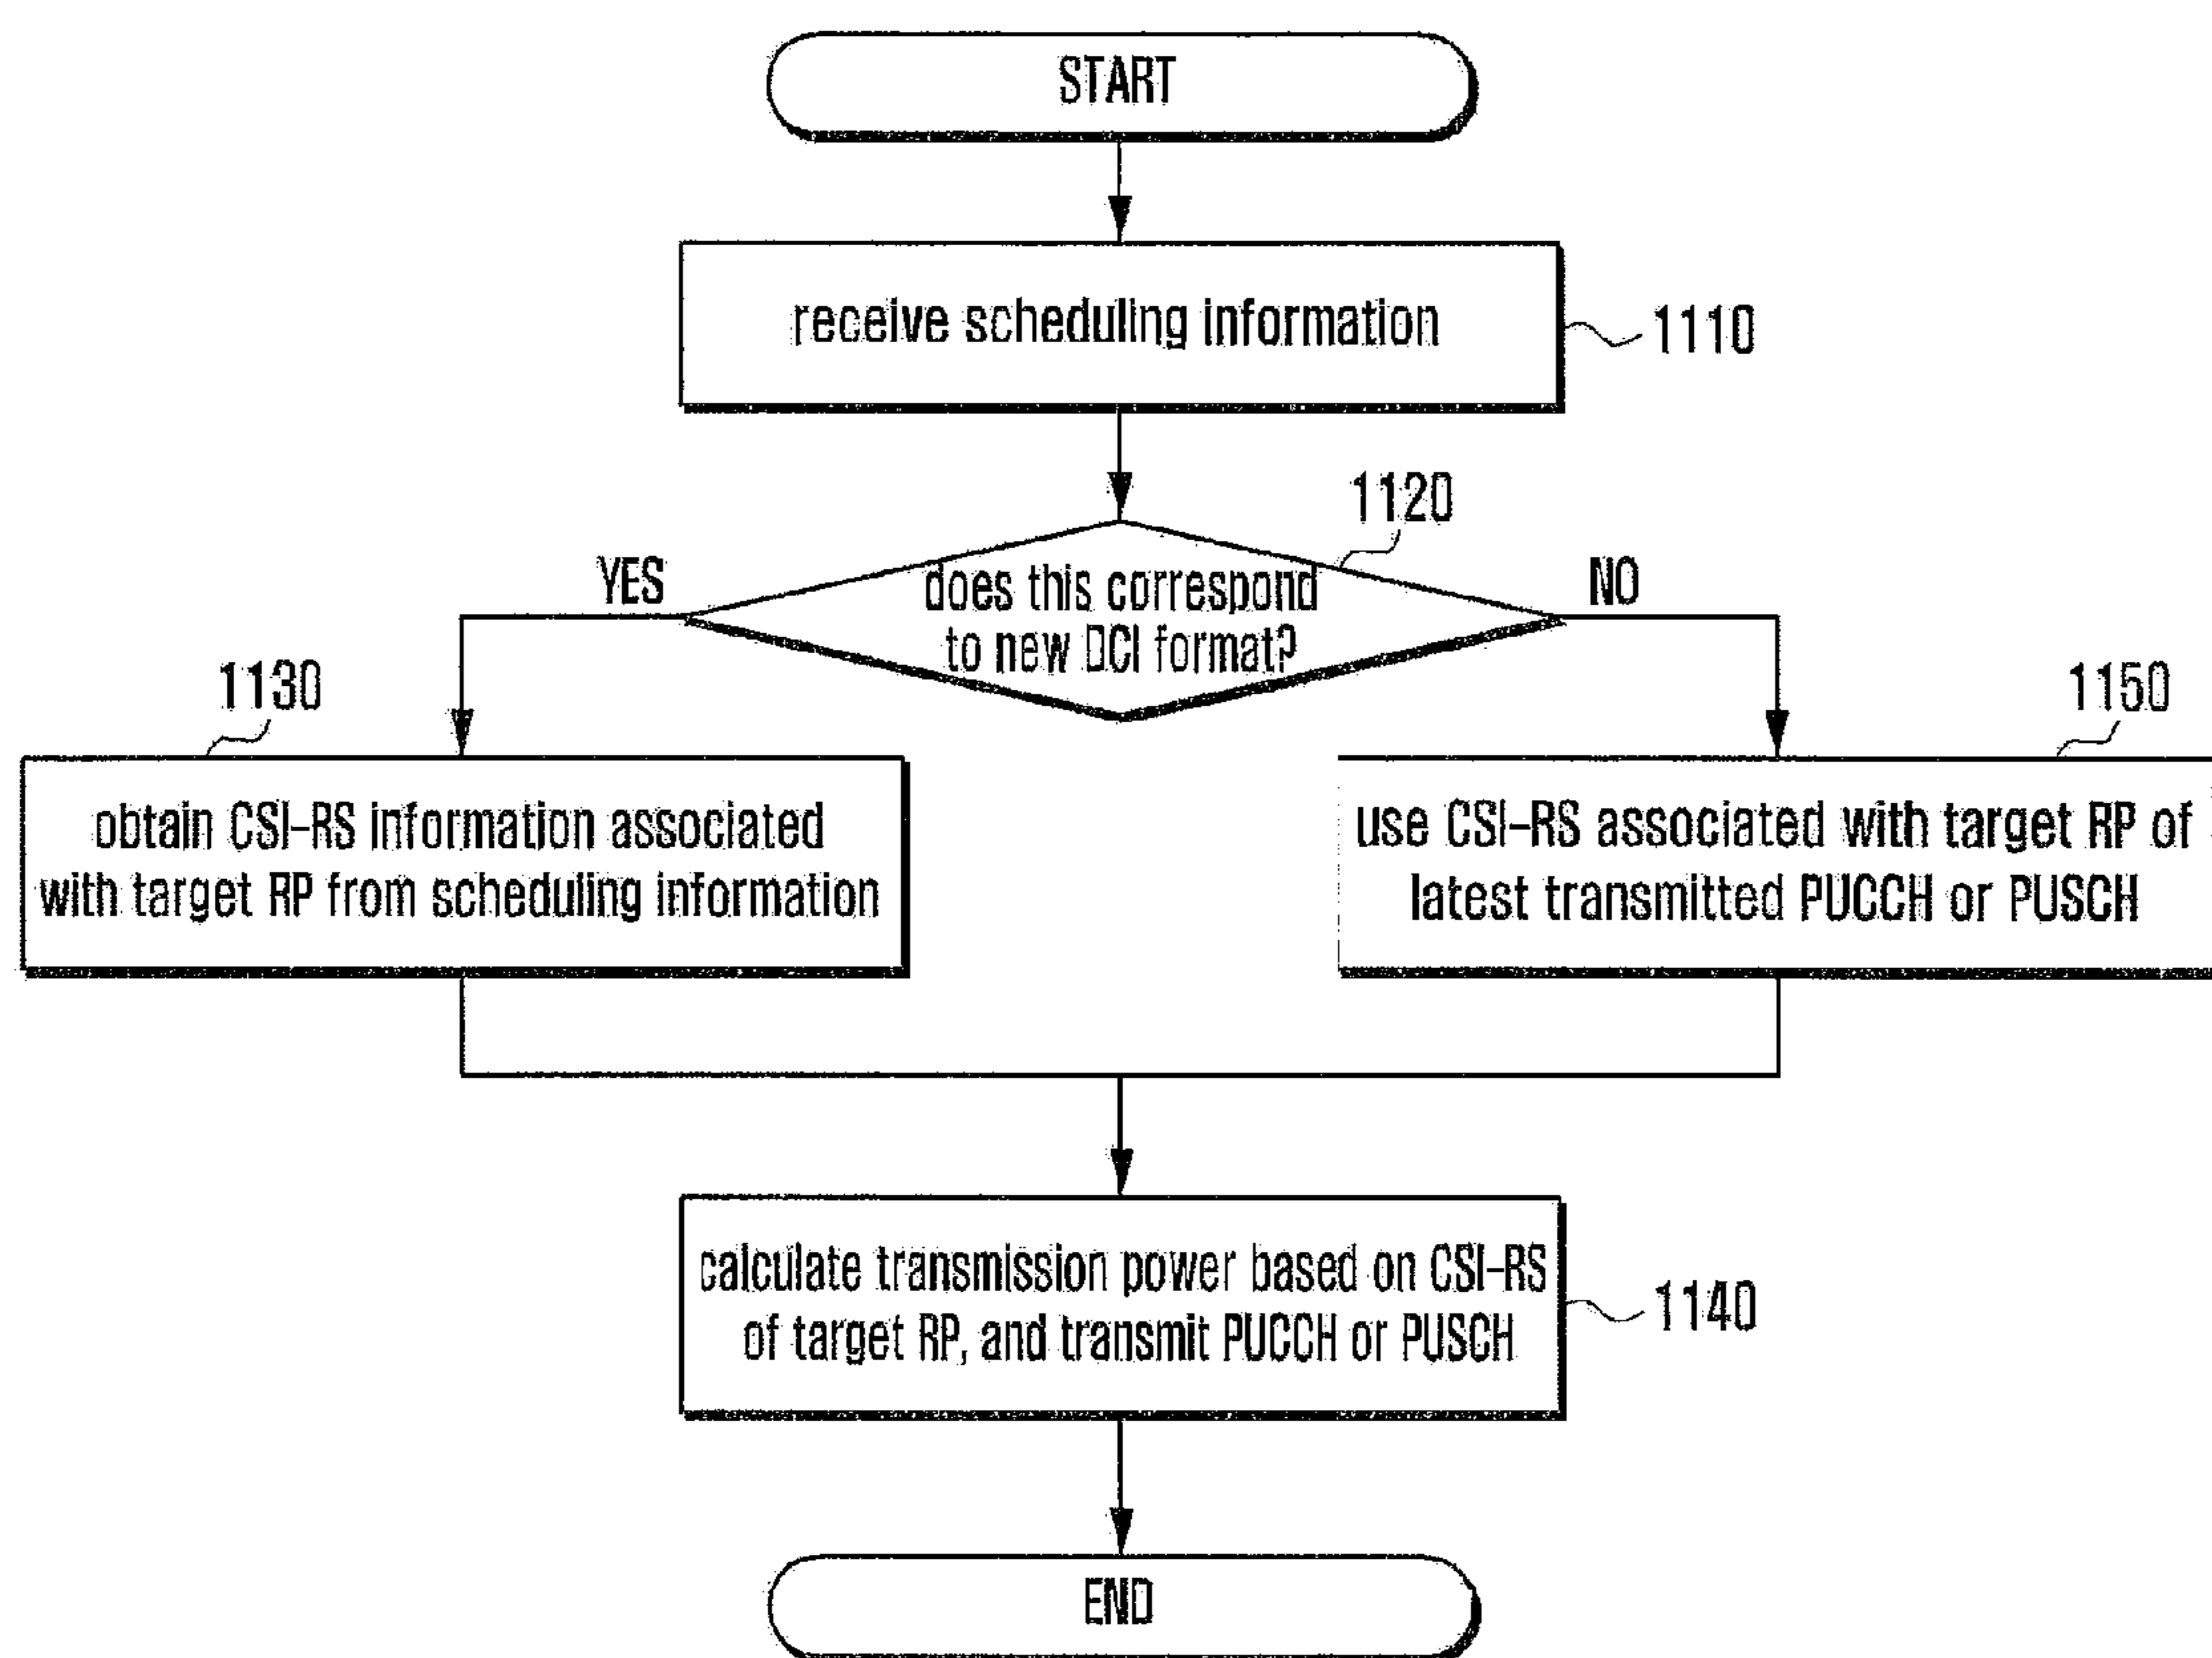 START
receive scheduling information
1110
1120
YES
does this correspond
to new DCI format?
NO
1130
obtain CSI-RS information associated
with target RP from scheduling information
1150
use CSI-RS associated with target RP of
latest transmitted PUCCH or PUSCH
calculate transmission power based on CSI-RS
of target RP, and transmit PUCCH or PUSCH
1140
END